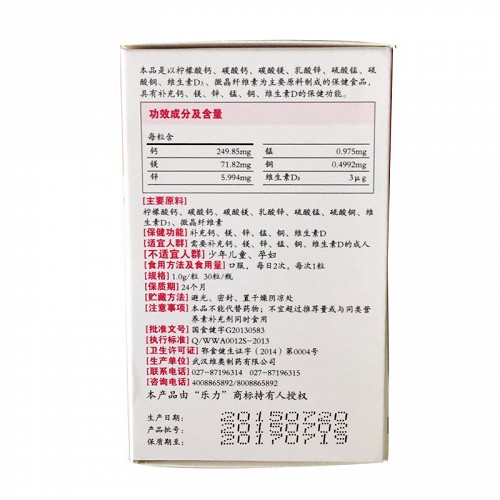 本品是以柠檬酸钙、碳酸钙、碳酸镁、乳酸锌、硫酸锰、硫
酸铜、维生素D₃、微晶纤维素为主要原料制成的保健食品，
具有补充钙、镁、锌、锰、铜、维生素D的保健功能。
功效成分及含量
每粒含
钙 249.85mg 锰 0.975mg
镁 71.82mg 铜 0.4992mg
锌 5.994mg 维生素D₃ 3μg
[主要原料]
柠檬酸钙、碳酸钙、碳酸镁、乳酸锌、硫酸锰、硫酸铜、维
生素D₃、微晶纤维素
[保健功能] 补充钙、镁、锌、锰、铜、维生素D
[适宜人群] 需要补充钙、镁、锌、锰、铜、维生素D的成人
[不适宜人群] 少年儿童、孕妇
[食用方法及食用量] 口服，每日2次，每次1粒
[规格] 1.0g/粒 30粒/瓶
[保质期] 24个月
[贮藏方法] 避光、密封、置干燥阴凉处
[注意事项] 本品不能代替药物；不宜超过推荐量或与同类营
养素补充剂同时食用
[批准文号] 国食健字G20130583
[执行标准] Q/WWA0012S-2013
[卫生许可证] 鄂食健生证字（2014）第0004号
[生产单位] 武汉维奥制药有限公司
[联系电话] 027-87196314 027-87196315
[咨询电话] 4008865892/8008865892
本产品由“乐力”商标持有人授权
生产日期： 20150720
产品批号： 20150702
保质期至： 20170719